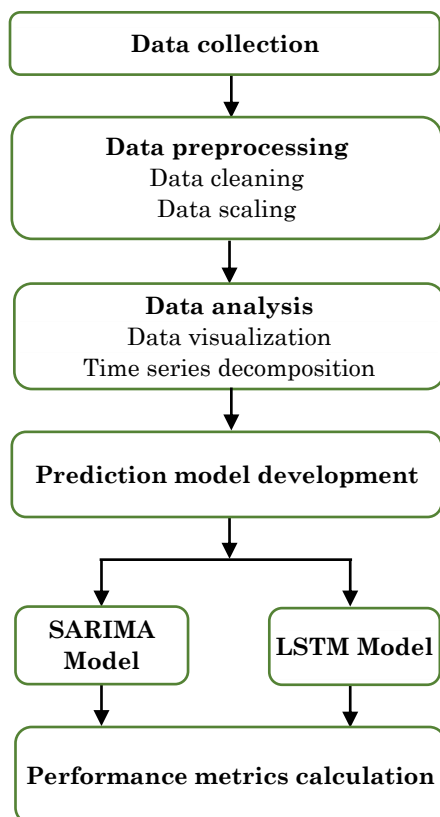 Data collection
Data preprocessing
Data cleaning
Data scaling
Data analysis
Data visualization
Time series decomposition
Prediction model development
SARIMA
Model
LSTM Model
Performance metrics calculation